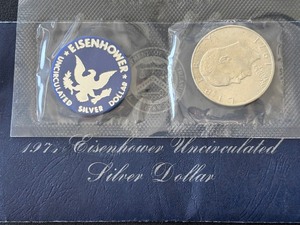 EISENHOWER
UNCIRCULATED SILVER DOLLAR
Eisenhower Uncirculated
Silver Dollar